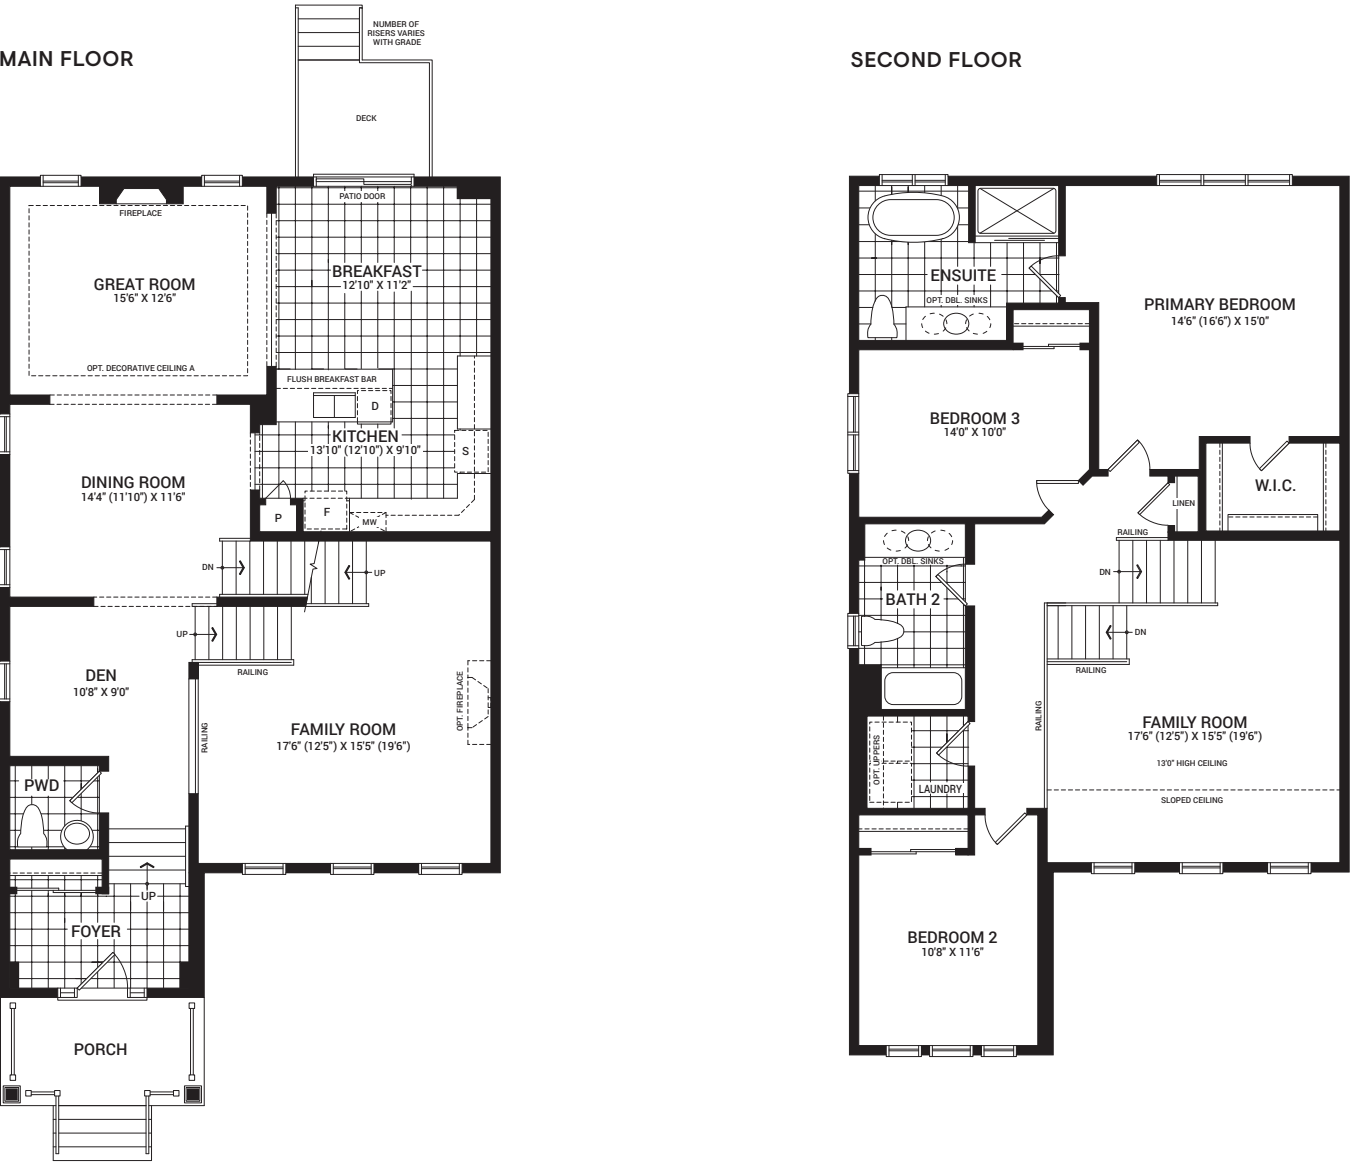 MAIN FLOOR
NUMBER OF
RISERS VARIES
WITH GRADE
DECK
PATIO DOOR
FIREPLACE
GREAT ROOM
15'6" X 12'6"
OPT. DECORATIVE CEILING A
BREAKFAST
12'10" X 11'2"
FLUSH BREAKFAST BAR
D
KITCHEN
13'10" (12'10") X 9'10"
S
P
F
MW
DINING ROOM
14'4" (11'10") X 11'6"
DN
UP
UP
RAILING
DEN
10'8" X 9'0"
RAILING
OPT. FIREPLACE
FAMILY ROOM
17'6" (12'5") X 15'5" (19'6")
PWD
UP
FOYER
PORCH
SECOND FLOOR
ENSUITE
OPT. DBL. SINKS
PRIMARY BEDROOM
14'6" (16'6") X 15'0"
BEDROOM 3
14'0" X 10'0"
W.I.C.
LINEN
RAILING
DN
OPT. DBL. SINKS
BATH 2
DN
RAILING
RAILING
FAMILY ROOM
17'6" (12'5") X 15'5" (19'6")
13'0" HIGH CEILING
SLOPED CEILING
OPT. UPPERS
LAUNDRY
BEDROOM 2
10'8" X 11'6"